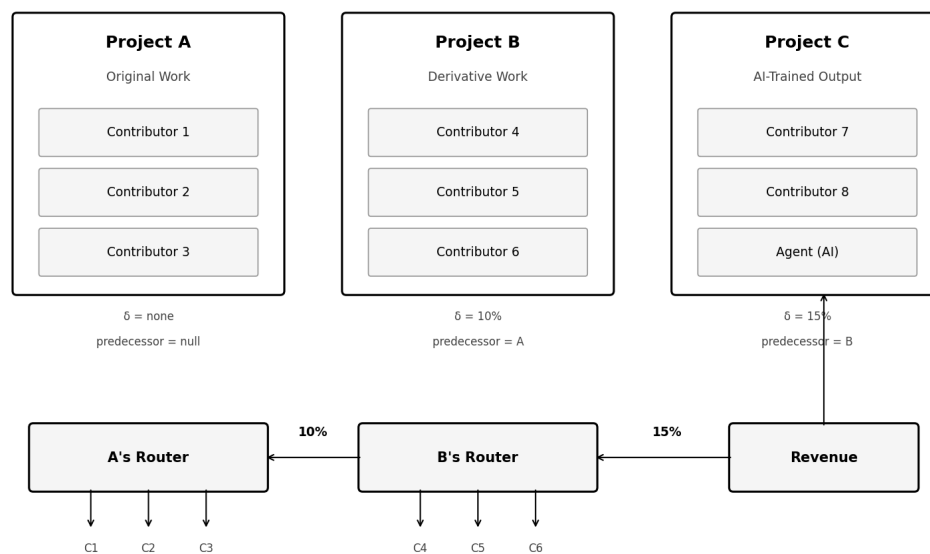 Project A
Original Work
Contributor 1
Contributor 2
Contributor 3
δ = none
predecessor = null
Project B
Derivative Work
Contributor 4
Contributor 5
Contributor 6
δ = 10%
predecessor = A
Project C
AI-Trained Output
Contributor 7
Contributor 8
Agent (AI)
δ = 15%
predecessor = B
A's Router
10%
B's Router
15%
Revenue
C1
C2
C3
C4
C5
C6